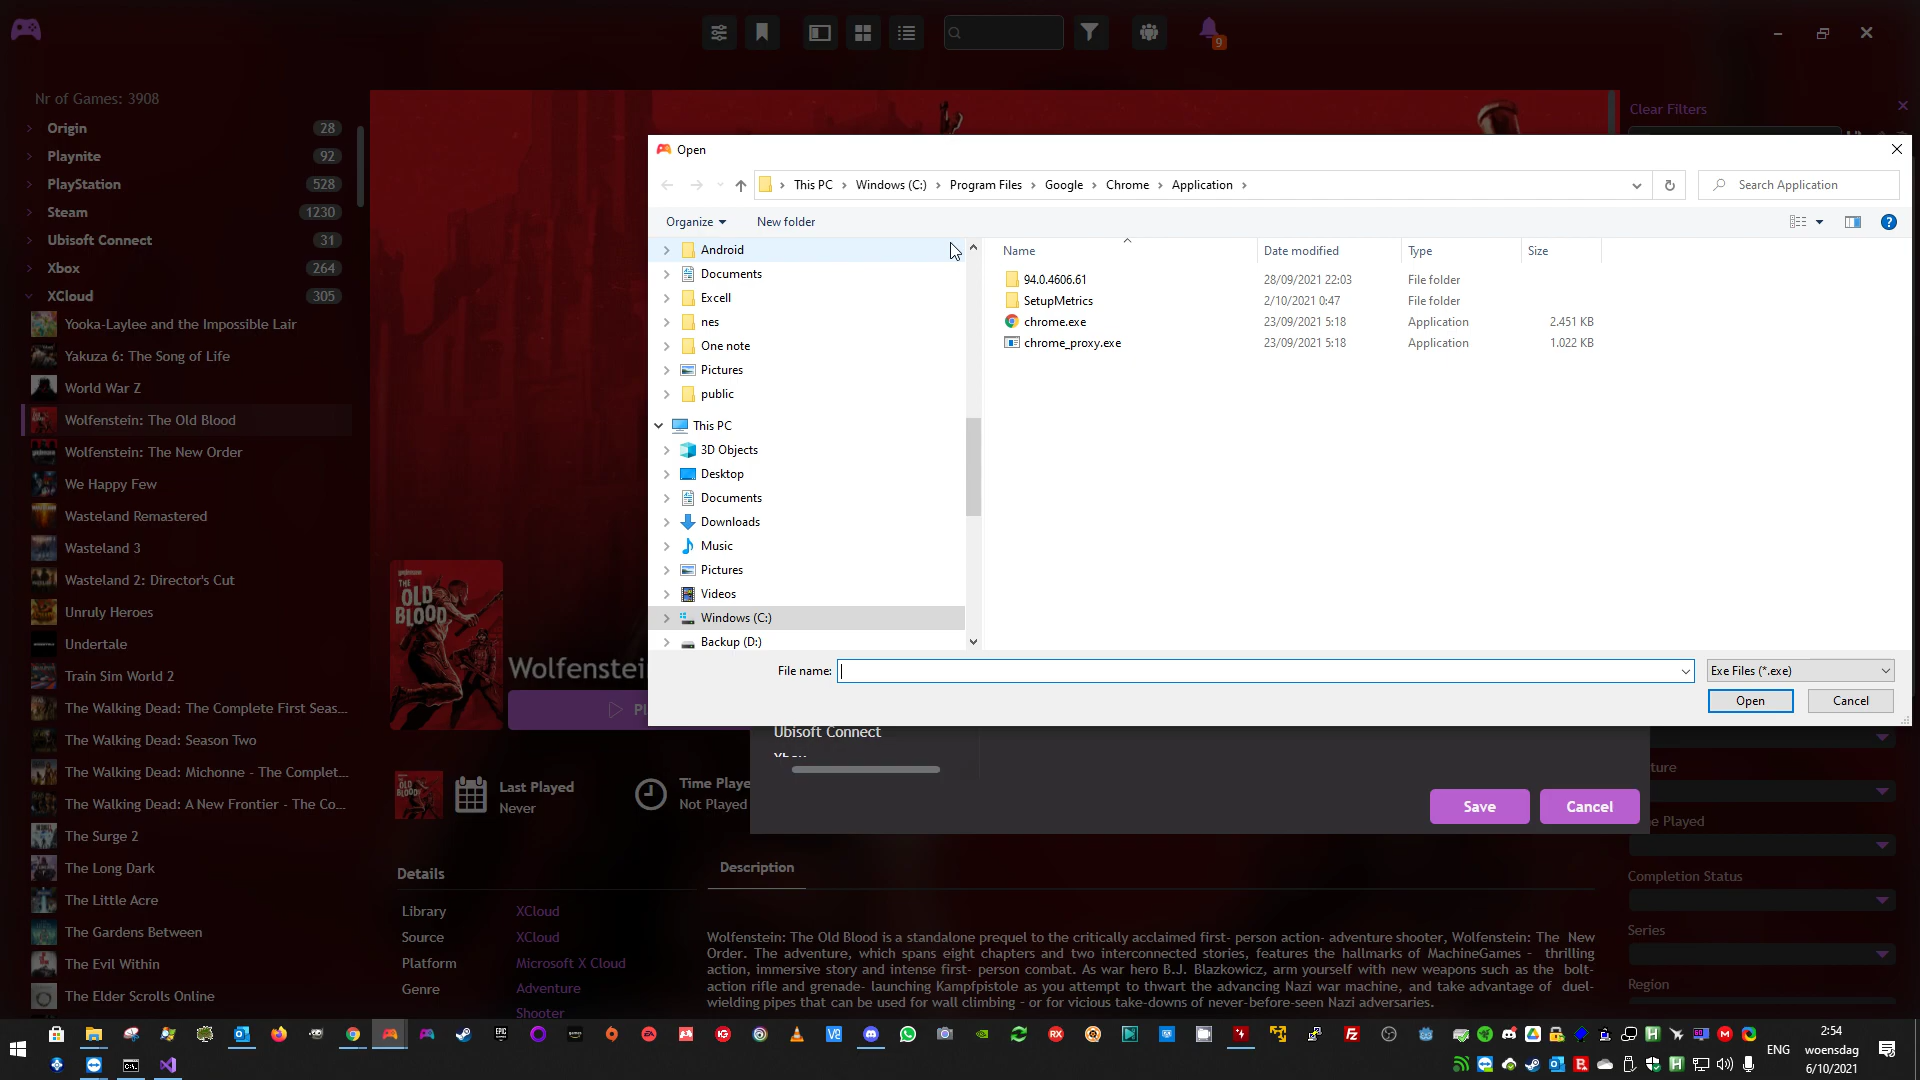 9
Nr of Games: 3908
Origin 28
Playnite 92
PlayStation 528
Steam 1230
Ubisoft Connect 31
Xbox 264
XCloud 305
Yooka-Laylee and the Impossible Lair
Yakuza 6: The Song of Life
World War Z
Wolfenstein: The Old Blood
Wolfenstein: The New Order
We Happy Few
Wasteland Remastered
Wasteland 3
Wasteland 2: Director's Cut
Unruly Heroes
Undertale
Train Sim World 2
The Walking Dead: The Complete First Seas...
The Walking Dead: Season Two
The Walking Dead: Michonne - The Complet...
The Walking Dead: A New Frontier - The Co...
The Surge 2
The Long Dark
The Little Acre
The Gardens Between
The Evil Within
The Elder Scrolls Online
Clear Filters
Open
This PC › Windows (C:) › Program Files › Google › Chrome › Application ›
Search Application
Organize New folder
Android
Documents
Excell
nes
One note
Pictures
public
This PC
3D Objects
Desktop
Documents
Downloads
Music
Pictures
Videos
Windows (C:)
Backup (D:)
Name Date modified Type Size
94.0.4606.61 28/09/2021 22:03 File folder
SetupMetrics 2/10/2021 0:47 File folder
chrome.exe 23/09/2021 5:18 Application 2.451 KB
chrome_proxy.exe 23/09/2021 5:18 Application 1.022 KB
File name: Exe Files (*.exe)
Open Cancel
THE OLD BLOOD
Wolfenstei
Pl
Ubisoft Connect
Save Cancel
Last Played
Never
Time Playe
Not Played
ture
e Played
Completion Status
Series
Region
Details
Library XCloud
Source XCloud
Platform Microsoft X Cloud
Genre Adventure
Shooter
Description
Wolfenstein: The Old Blood is a standalone prequel to the critically acclaimed first- person action- adventure shooter, Wolfenstein: The New
Order. The adventure, which spans eight chapters and two interconnected stories, features the hallmarks of MachineGames - thrilling
action, immersive story and intense first- person combat. As war hero B.J. Blazkowicz, arm yourself with new weapons such as the bolt-
action rifle and grenade- launching Kampfpistole as you attempt to thwart the advancing Nazi war machine, and take advantage of duel-
wielding pipes that can be used for wall climbing - or for vicious take-downs of never-before-seen Nazi adversaries.
ENG
2:54
woensdag
6/10/2021